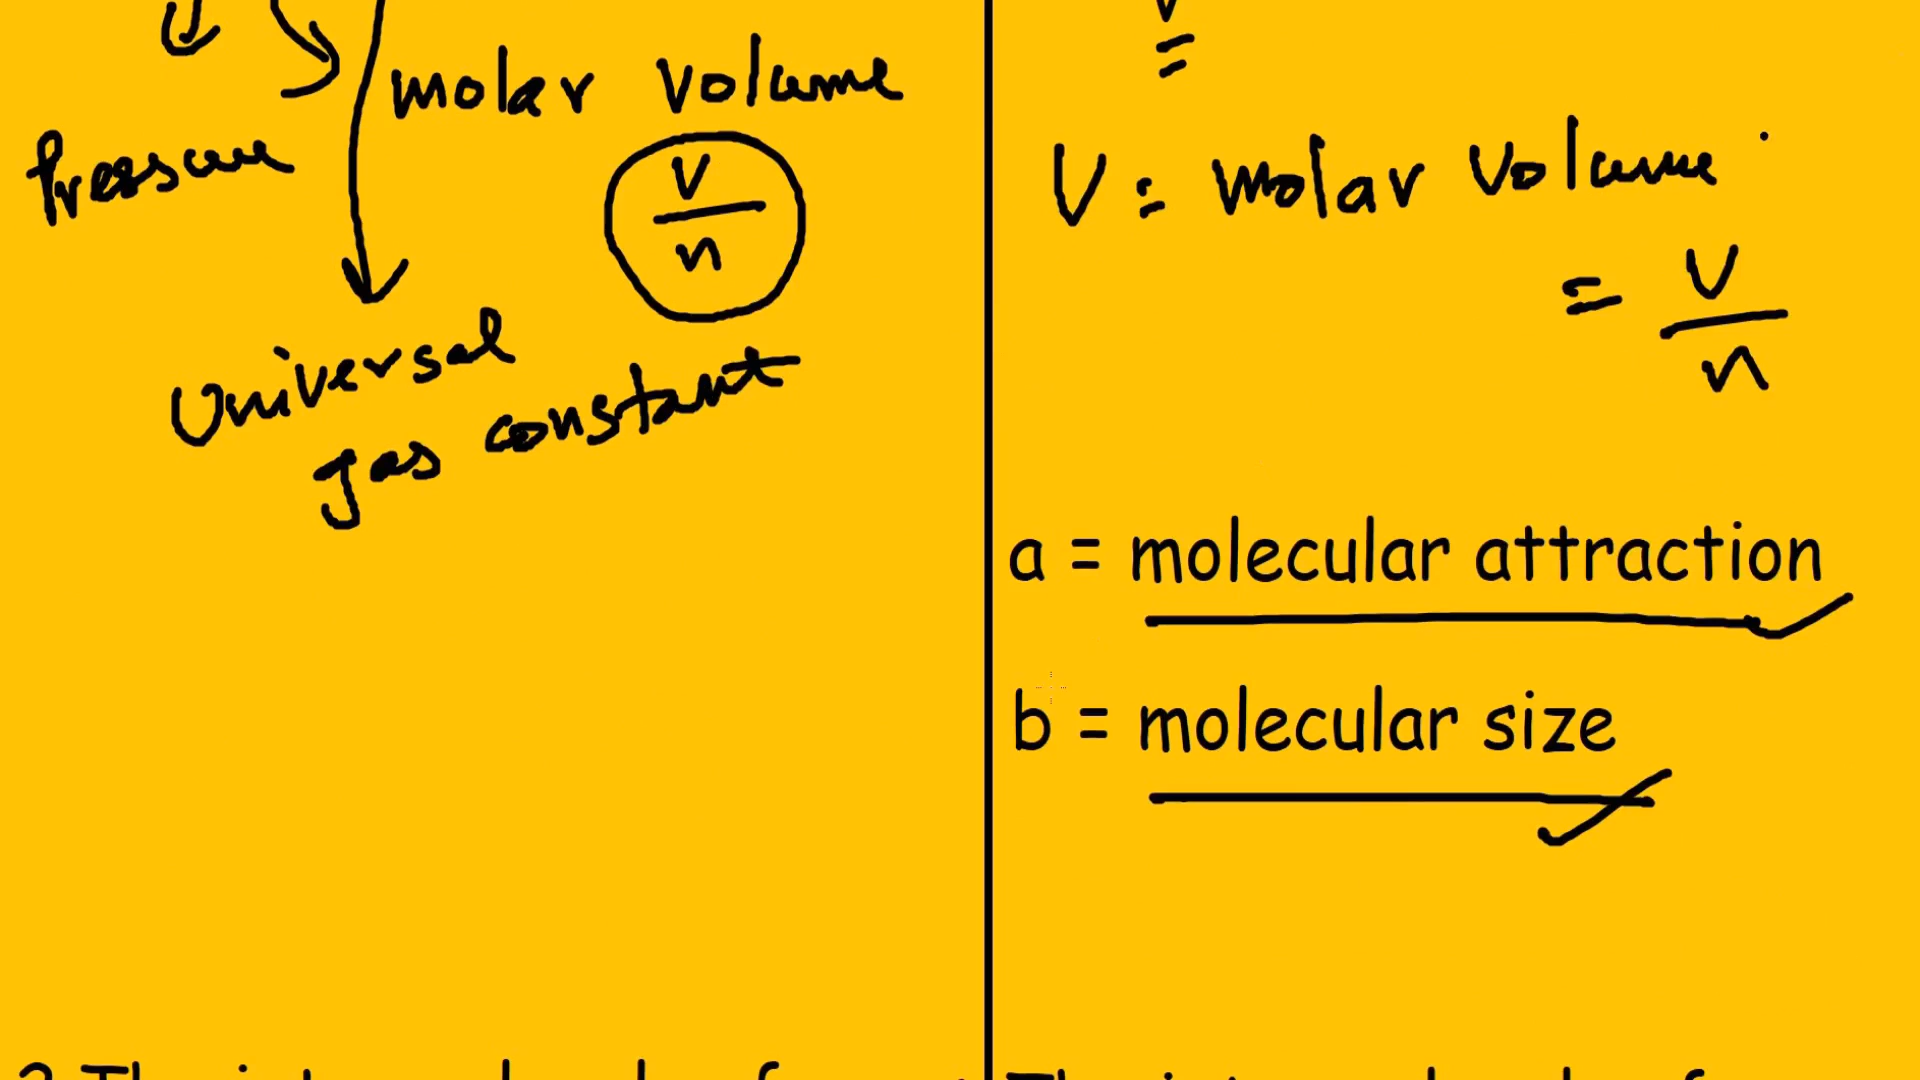 molar volume
Pressure
V
n
Universal
gas constant
V = molar volume
= V
n
a = molecular attraction
b = molecular size